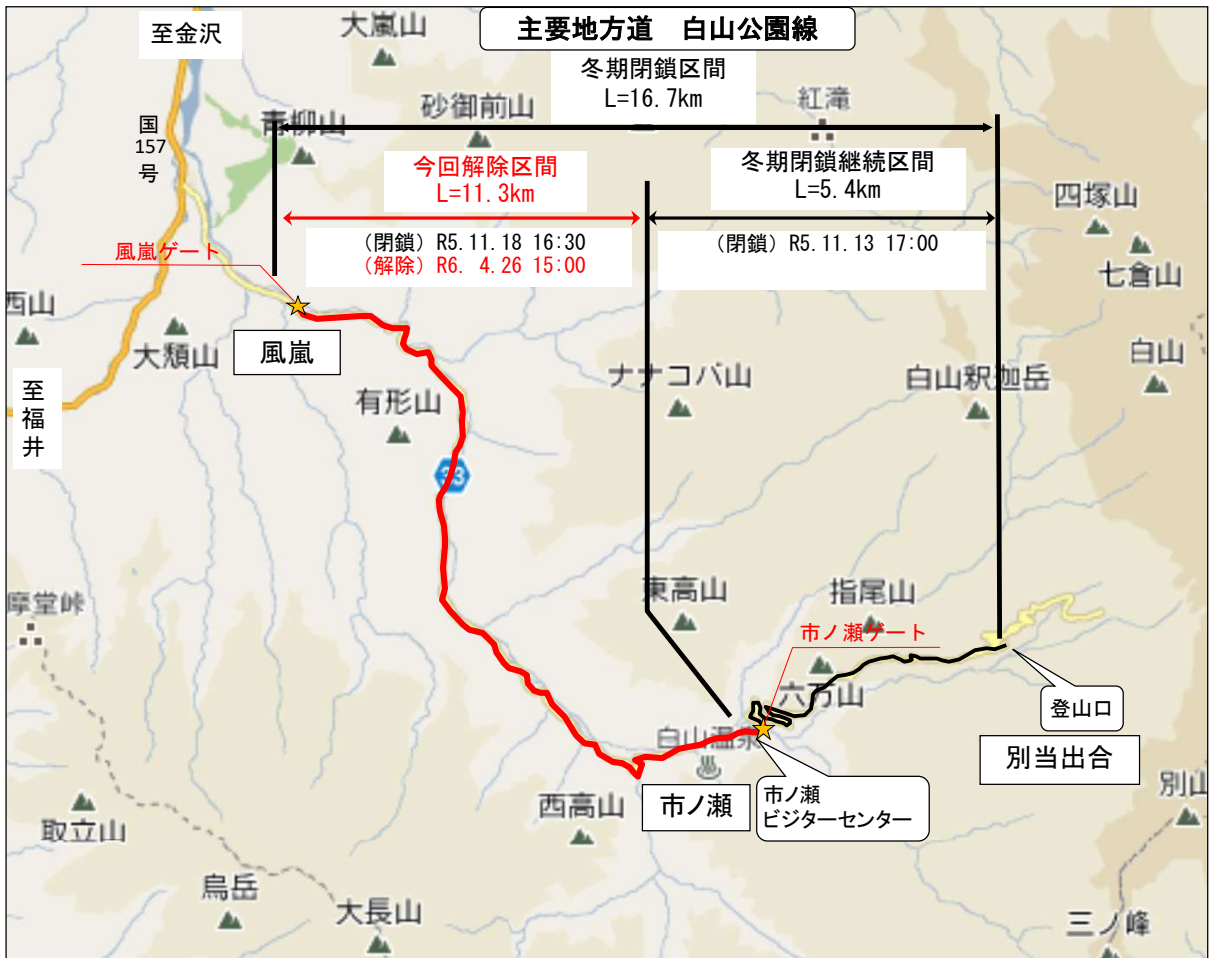 主要地方道 白山公園線
至金沢
大嵐山
冬期閉鎖区間
L=16.7km
国
157
号
青柳山
砂御前山
紅滝
今回解除区間
L=11.3km
冬期閉鎖継続区間
L=5.4km
四塚山
(閉鎖) R5.11.18 16:30
(解除) R6. 4.26 15:00
(閉鎖) R5.11.13 17:00
風嵐ゲート
七倉山
西山
大頽山
風嵐
白山
至
福
井
有形山
ナナコバ山
白山釈迦岳
33
摩堂峠
東高山
指尾山
市ノ瀬ゲート
六万山
登山口
白山温泉
別当出合
西高山
市ノ瀬
市ノ瀬
ビジターセンター
別山
取立山
烏岳
大長山
三ノ峰